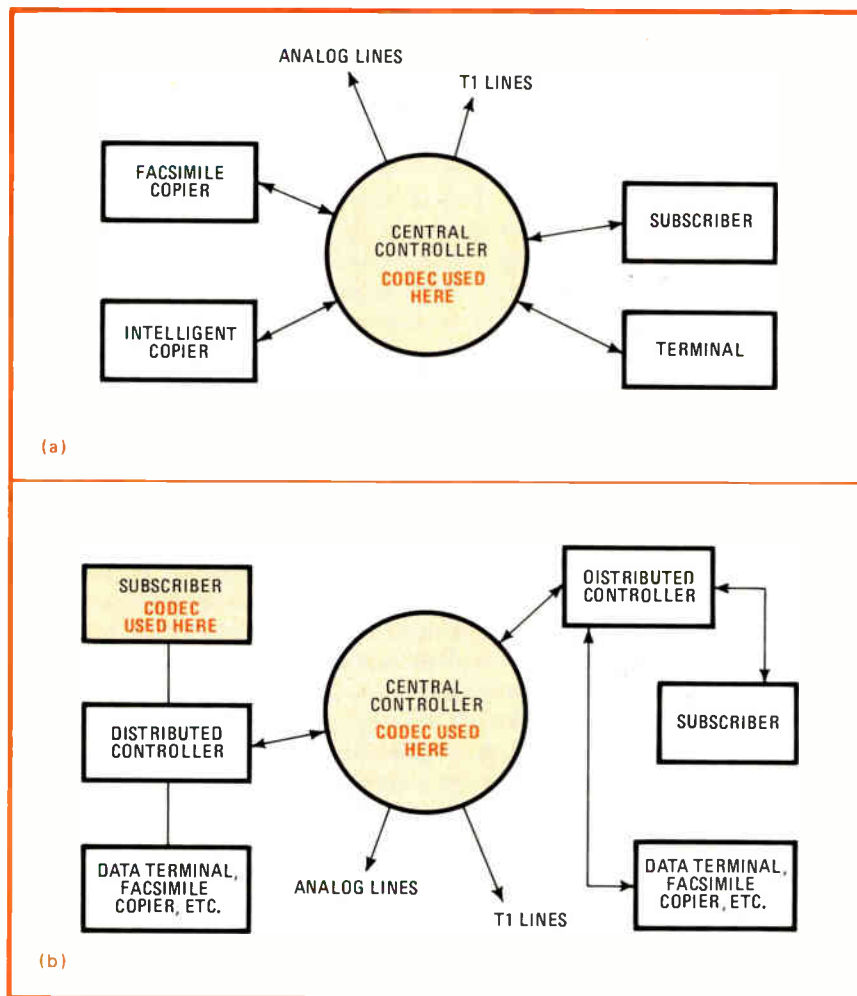 ANALOG LINES
T1 LINES
FACSIMILE
COPIER
CENTRAL
CONTROLLER
CODEC USED
HERE
SUBSCRIBER
INTELLIGENT
COPIER
TERMINAL
(a)
SUBSCRIBER
CODEC
USED HERE
DISTRIBUTED
CONTROLLER
CENTRAL
CONTROLLER
CODEC USED
HERE
DISTRIBUTED
CONTROLLER
SUBSCRIBER
DATA TERMINAL,
FACSIMILE
COPIER, ETC.
ANALOG LINES
T1 LINES
DATA TERMINAL,
FACSIMILE
COPIER, ETC.
(b)